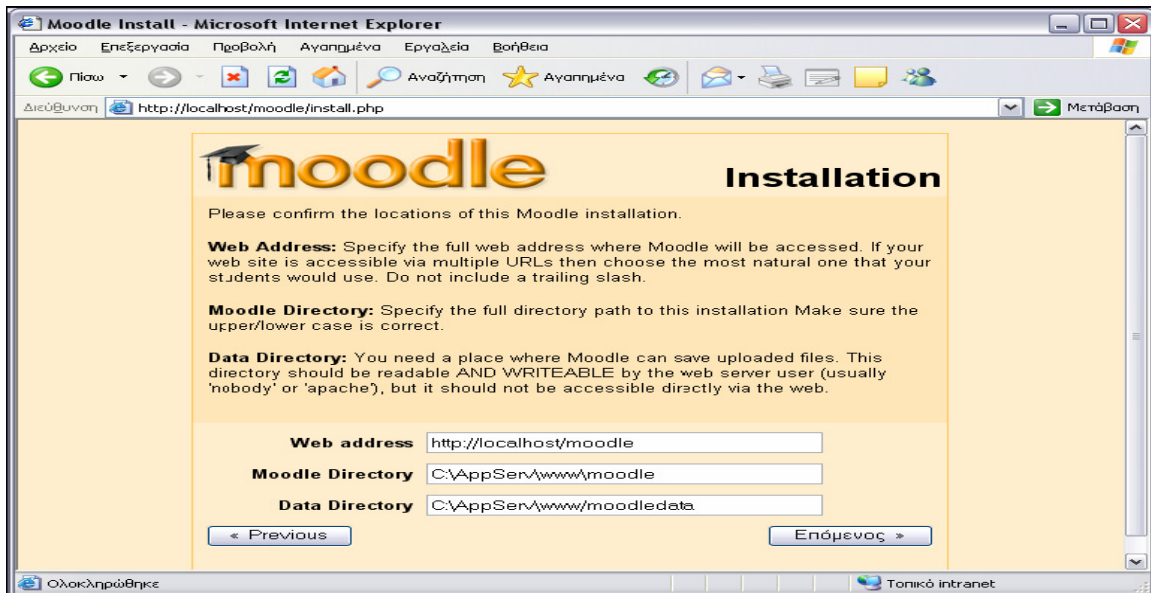 Moodle Install - Microsoft Internet Explorer
Αρχείο Επεξεργασία Προβολή Αγαπημένα Εργαλεία Βοήθεια
Πίσω Αναζήτηση Αγαπημένα
Διεύθυνση http://localhost/moodle/install.php Μετάβαση
moodle Installation
Please confirm the locations of this Moodle installation.
Web Address: Specify the full web address where Moodle will be accessed. If your
web site is accessible via multiple URLs then choose the most natural one that your
students would use. Do not include a trailing slash.
Moodle Directory: Specify the full directory path to this installation Make sure the
upper/lower case is correct.
Data Directory: You need a place where Moodle can save uploaded files. This
directory should be readable AND WRITEABLE by the web server user (usually
'nobody' or 'apache'), but it should not be accessible directly via the web.
Web address http://localhost/moodle
Moodle Directory C:\AppServ\www\moodle
Data Directory C:\AppServ\www/moodledata
« Previous Επόμενος »
Ολοκληρώθηκε Τοπικό intranet